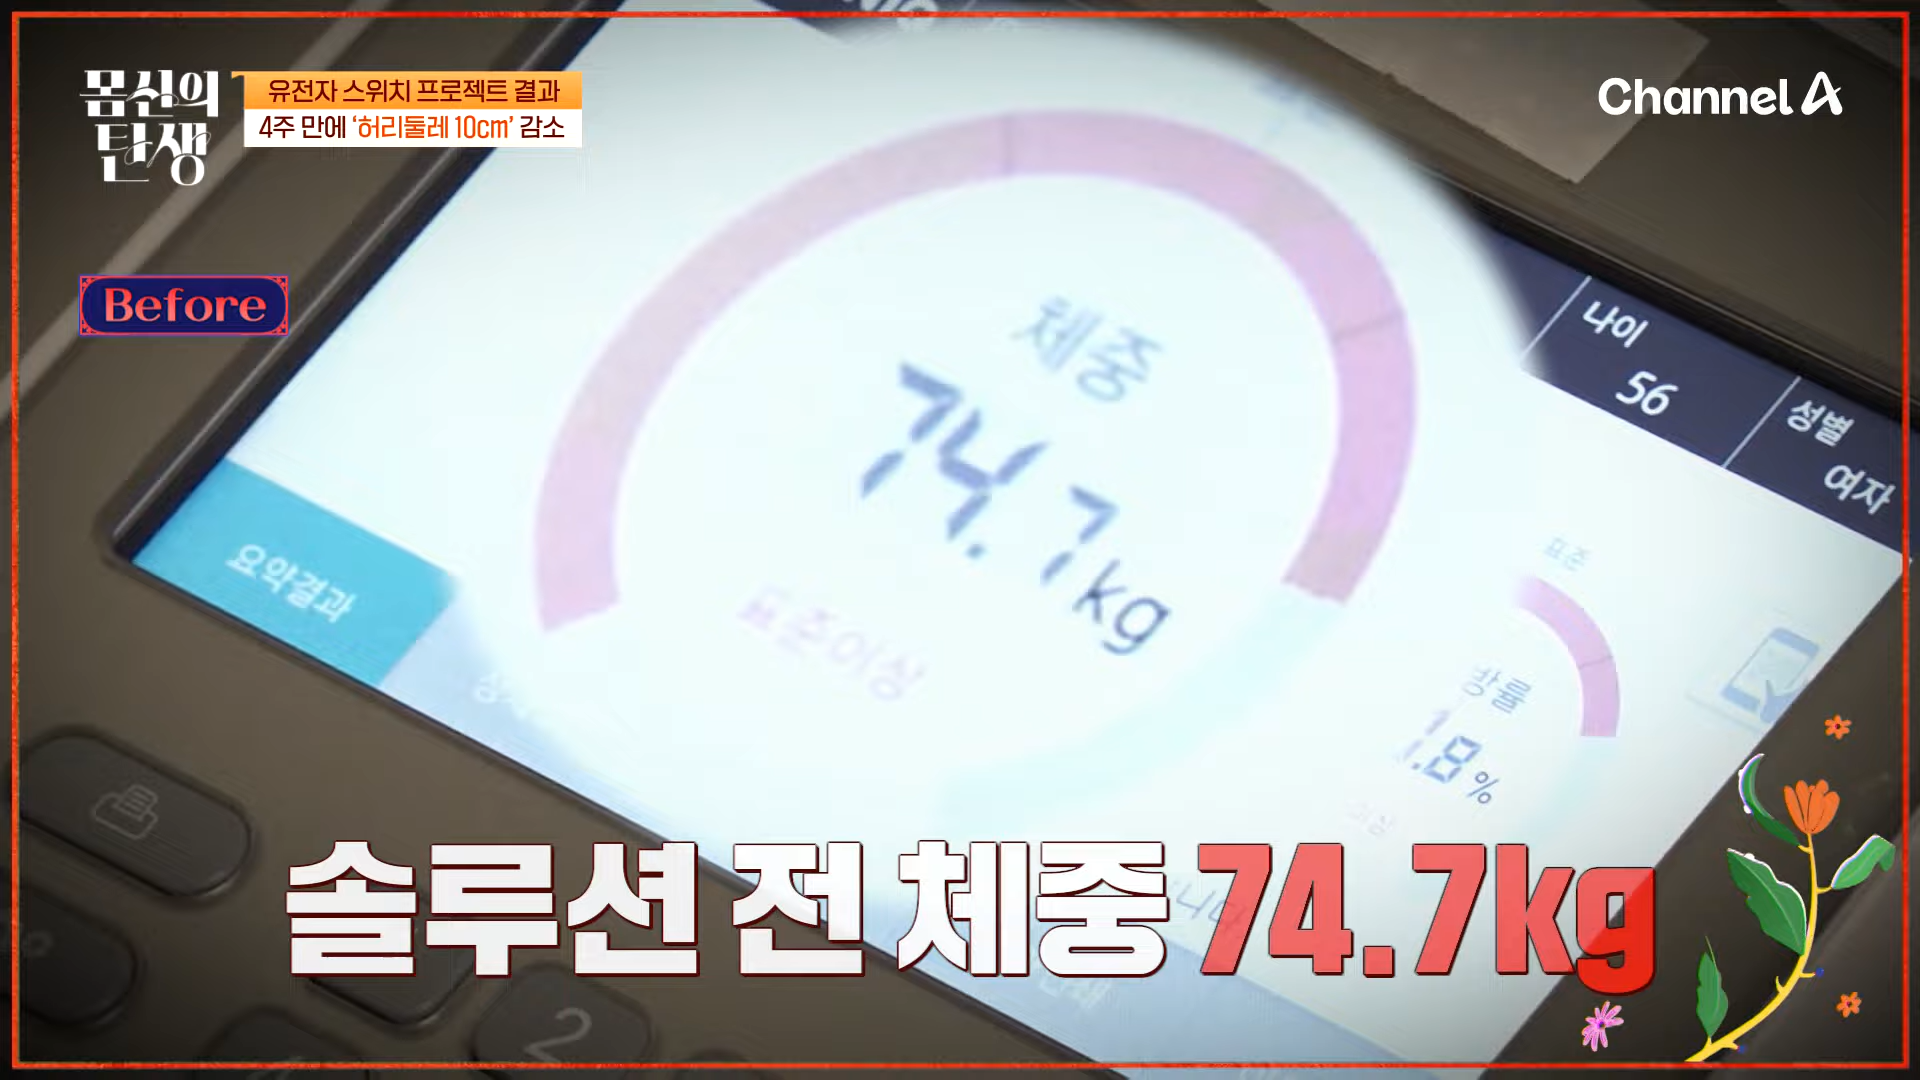 몸신의
탄생
유전자 스위치 프로젝트 결과
4주 만에 ‘허리둘레 10cm’ 감소
Channel A
Before
체중
74.7kg
표준이상
나이
56
성별
여자
표준
1.8%
요약결과
2
솔루션 전 체중 74.7kg